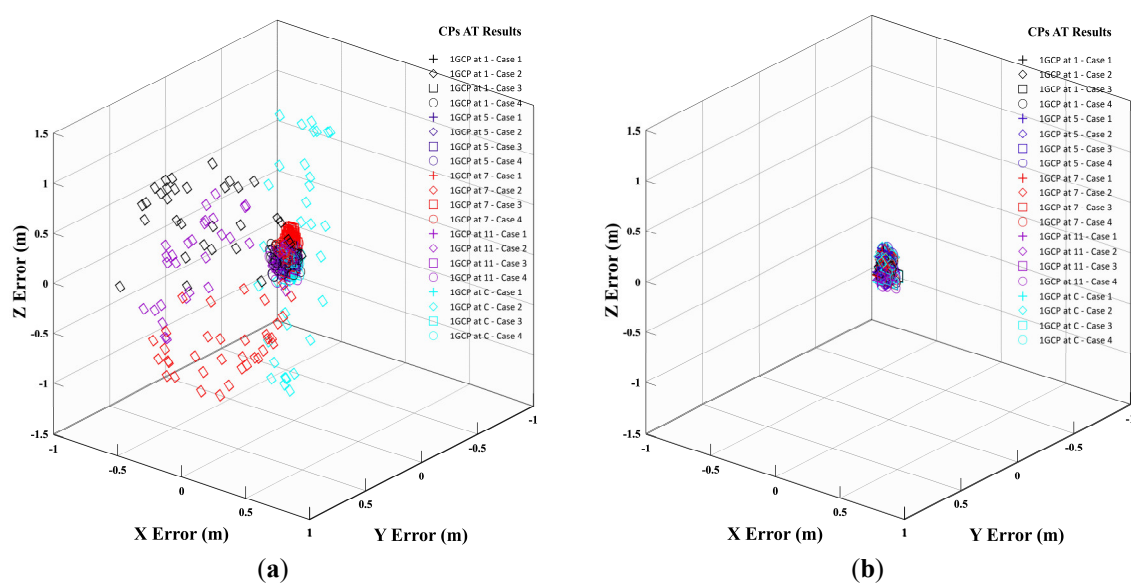 CPs AT Results
1GCP at 1 - Case 1
1GCP at 1 - Case 2
1GCP at 1 - Case 3
1GCP at 1 - Case 4
1GCP at 5 - Case 1
1GCP at 5 - Case 2
1GCP at 5 - Case 3
1GCP at 5 - Case 4
1GCP at 7 - Case 1
1GCP at 7 - Case 2
1GCP at 7 - Case 3
1GCP at 7 - Case 4
1GCP at 11 - Case 1
1GCP at 11 - Case 2
1GCP at 11 - Case 3
1GCP at 11 - Case 4
1GCP at C - Case 1
1GCP at C - Case 2
1GCP at C - Case 3
1GCP at C - Case 4
Z Error (m)
1.5
1
0.5
0
-0.5
-1
-1.5
-1
-0.5
0
0.5
1
X Error (m)
-1
-0.5
0
0.5
Y Error (m)
(a)
CPs AT Results
1GCP at 1 - Case 1
1GCP at 1 - Case 2
1GCP at 1 - Case 3
1GCP at 1 - Case 4
1GCP at 5 - Case 1
1GCP at 5 - Case 2
1GCP at 5 - Case 3
1GCP at 5 - Case 4
1GCP at 7 - Case 1
1GCP at 7 - Case 2
1GCP at 7 - Case 3
1GCP at 7 - Case 4
1GCP at 11 - Case 1
1GCP at 11 - Case 2
1GCP at 11 - Case 3
1GCP at 11 - Case 4
1GCP at C - Case 1
1GCP at C - Case 2
1GCP at C - Case 3
1GCP at C - Case 4
Z Error (m)
1.5
1
0.5
0
-0.5
-1
-1.5
-1
-0.5
0
0.5
1
X Error (m)
-1
-0.5
0
0.5
Y Error (m)
(b)